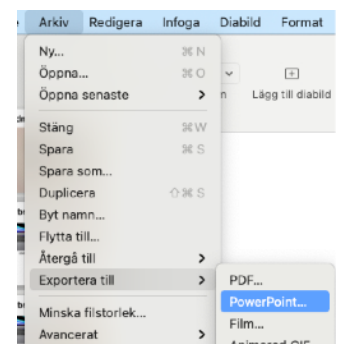 Arkiv Redigera Infoga Diabild Format
Ny... ⌘ N
Öppna... ⌘ O
Öppna senaste >
Lägg till diabild
Stäng ⌘ W
Spara ⌘ S
Spara som...
Duplicera ⇧⌘ S
Byt namn...
Flytta till...
Återgå till >
Exportera till >
PDF...
PowerPoint...
Minska filstorlek...
Film...
Avancerat >